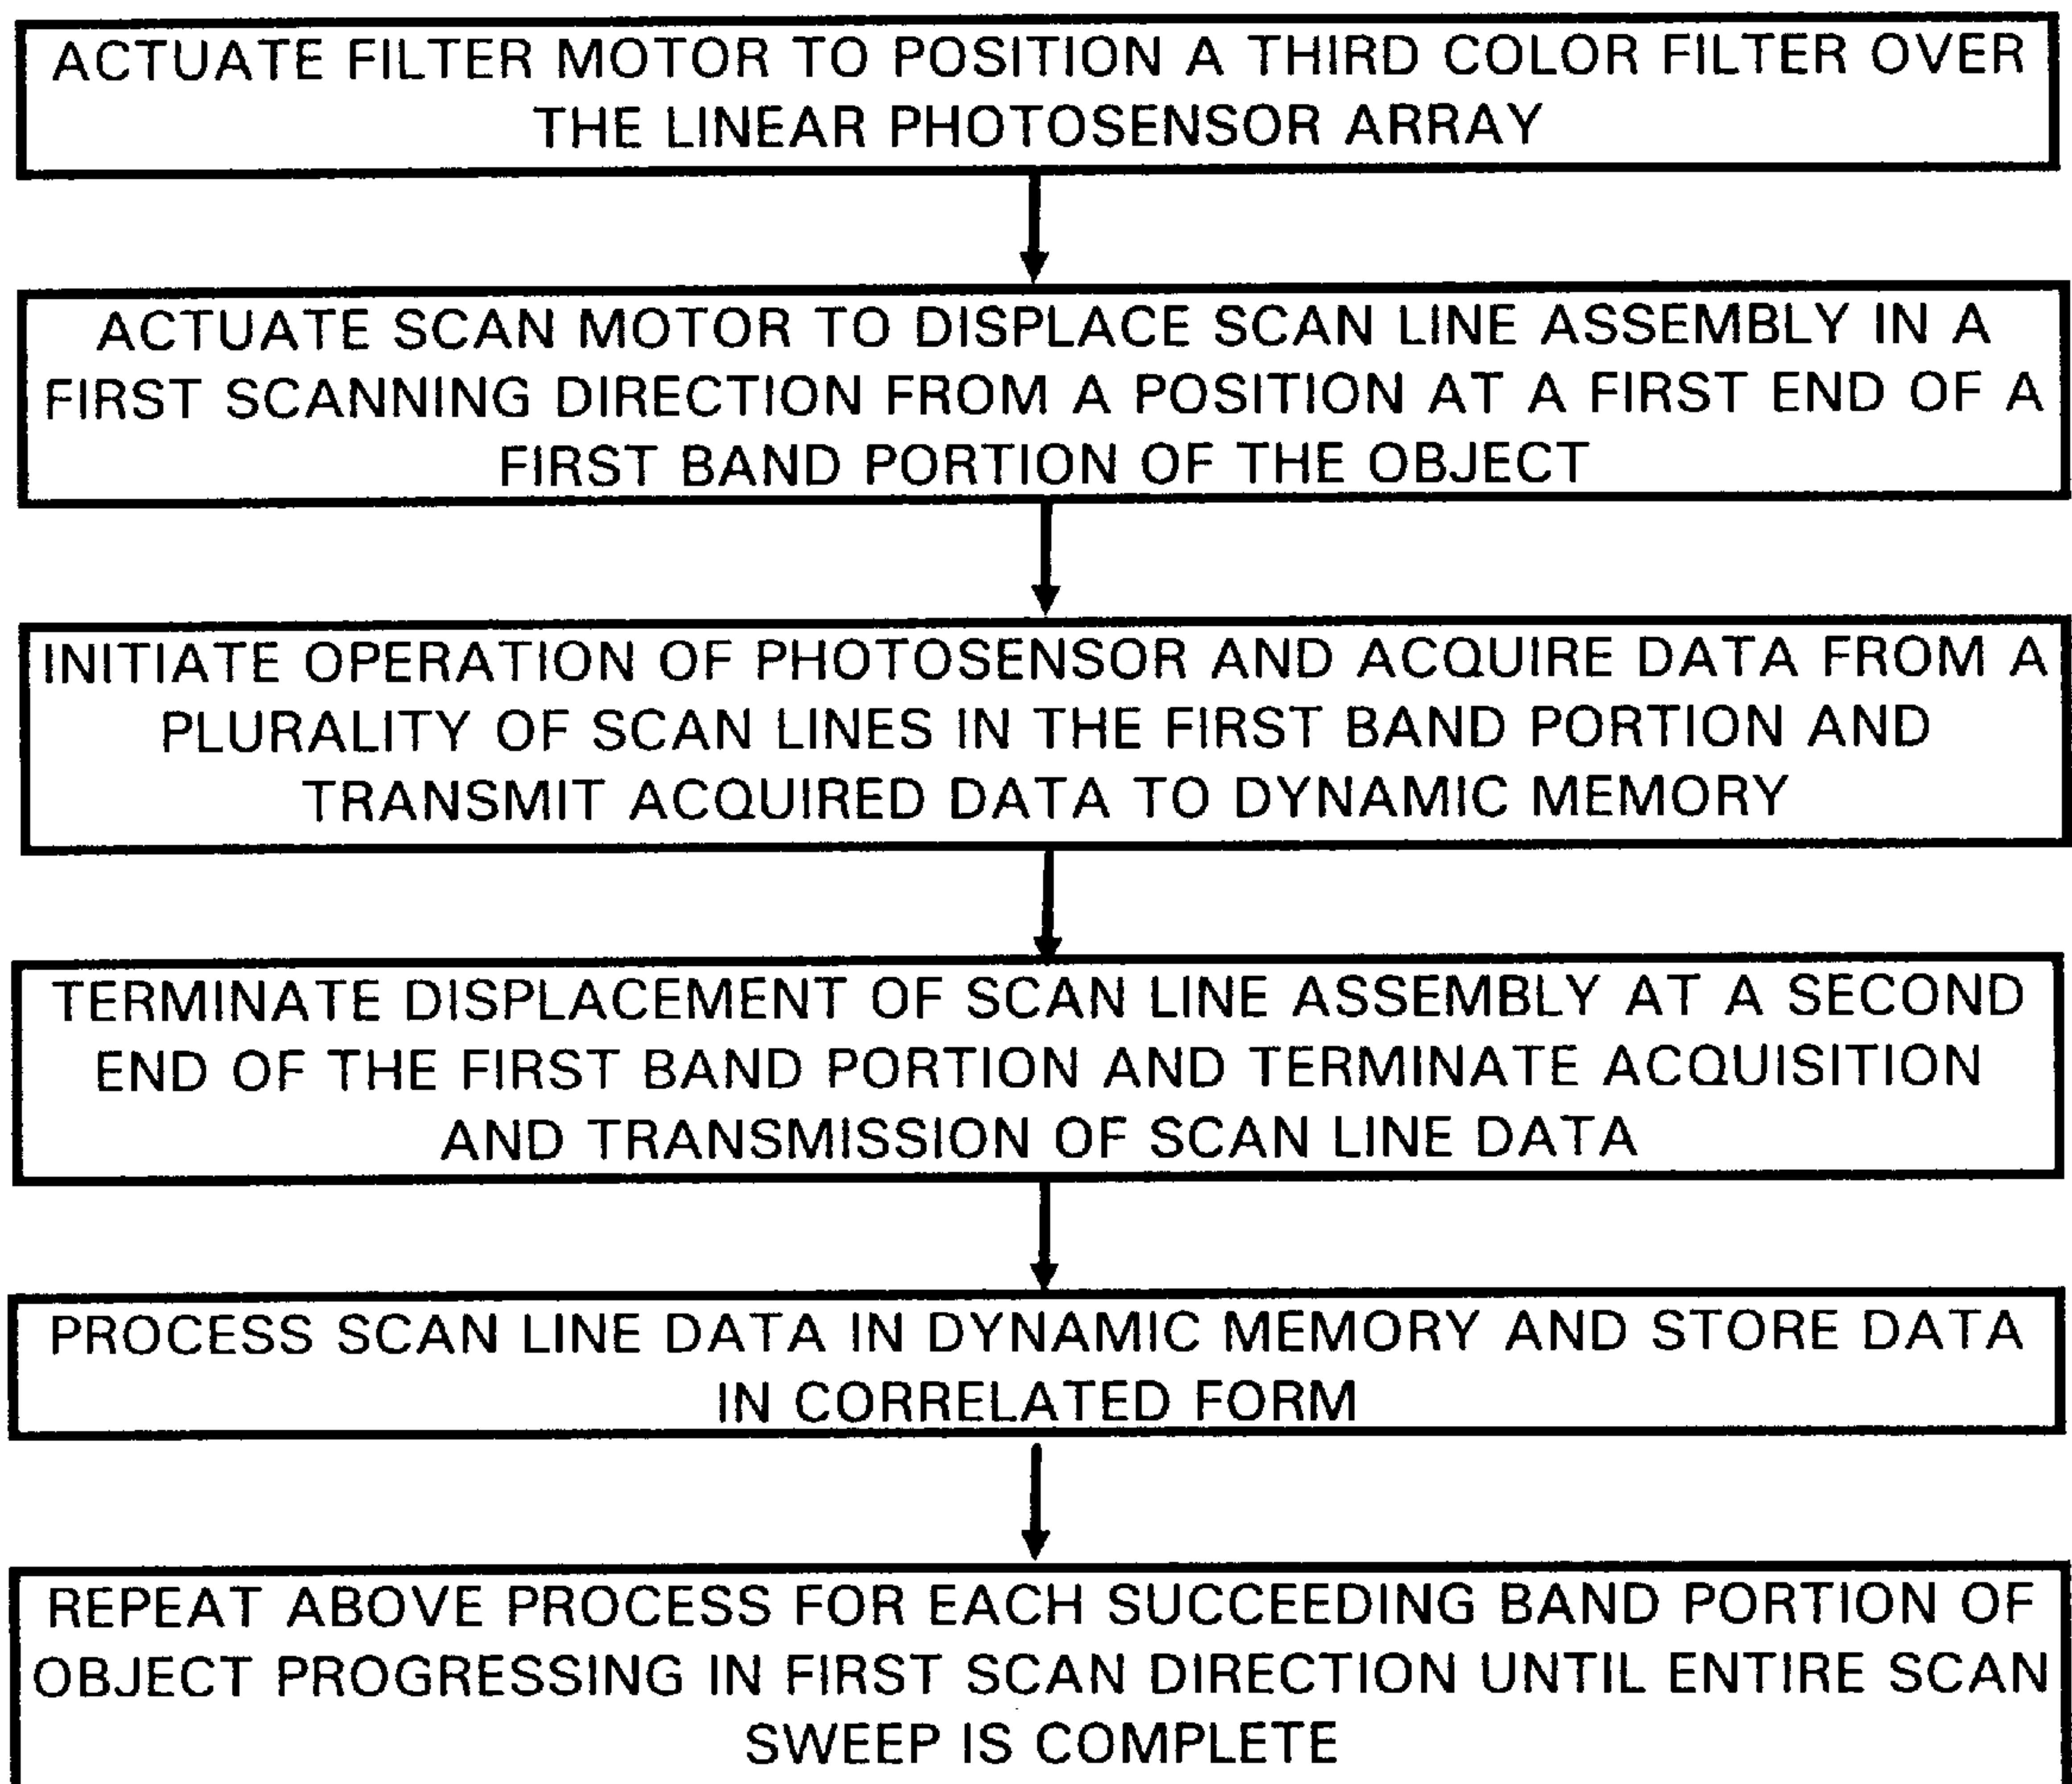 ACTUATE FILTER MOTOR TO POSITION A THIRD COLOR FILTER OVER
THE LINEAR PHOTOSENSOR ARRAY
ACTUATE SCAN MOTOR TO DISPLACE SCAN LINE ASSEMBLY IN A
FIRST SCANNING DIRECTION FROM A POSITION AT A FIRST END OF A
FIRST BAND PORTION OF THE OBJECT
INITIATE OPERATION OF PHOTOSENSOR AND ACQUIRE DATA FROM A
PLURALITY OF SCAN LINES IN THE FIRST BAND PORTION AND
TRANSMIT ACQUIRED DATA TO DYNAMIC MEMORY
TERMINATE DISPLACEMENT OF SCAN LINE ASSEMBLY AT A SECOND
END OF THE FIRST BAND PORTION AND TERMINATE ACQUISITION
AND TRANSMISSION OF SCAN LINE DATA
PROCESS SCAN LINE DATA IN DYNAMIC MEMORY AND STORE DATA
IN CORRELATED FORM
REPEAT ABOVE PROCESS FOR EACH SUCCEEDING BAND PORTION OF
OBJECT PROGRESSING IN FIRST SCAN DIRECTION UNTIL ENTIRE SCAN
SWEEP IS COMPLETE